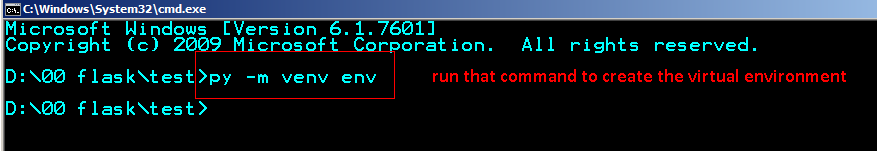 C:\Windows\System32\cmd.exe
Microsoft Windows [Version 6.1.7601]
Copyright (c) 2009 Microsoft Corporation.  All rights reserved.
D:\00 flask\test>py -m venv env
run that command to create the virtual environment
D:\00 flask\test>